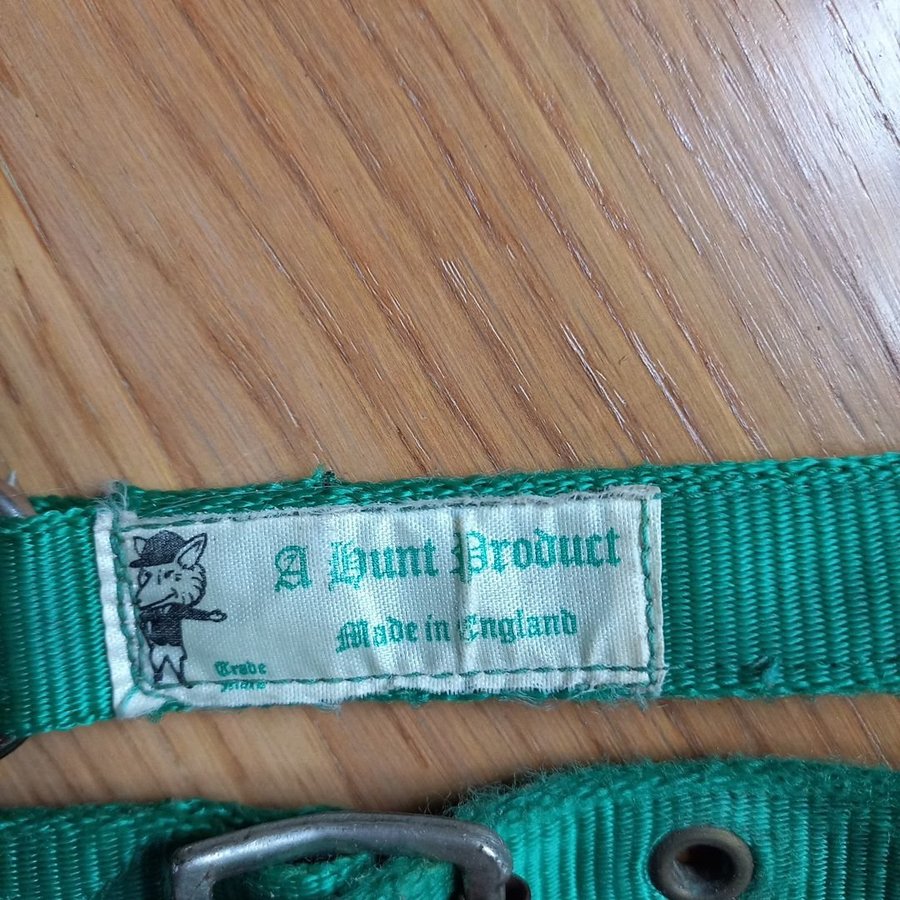 A Hunt Product
Made in England
Trade
Mark